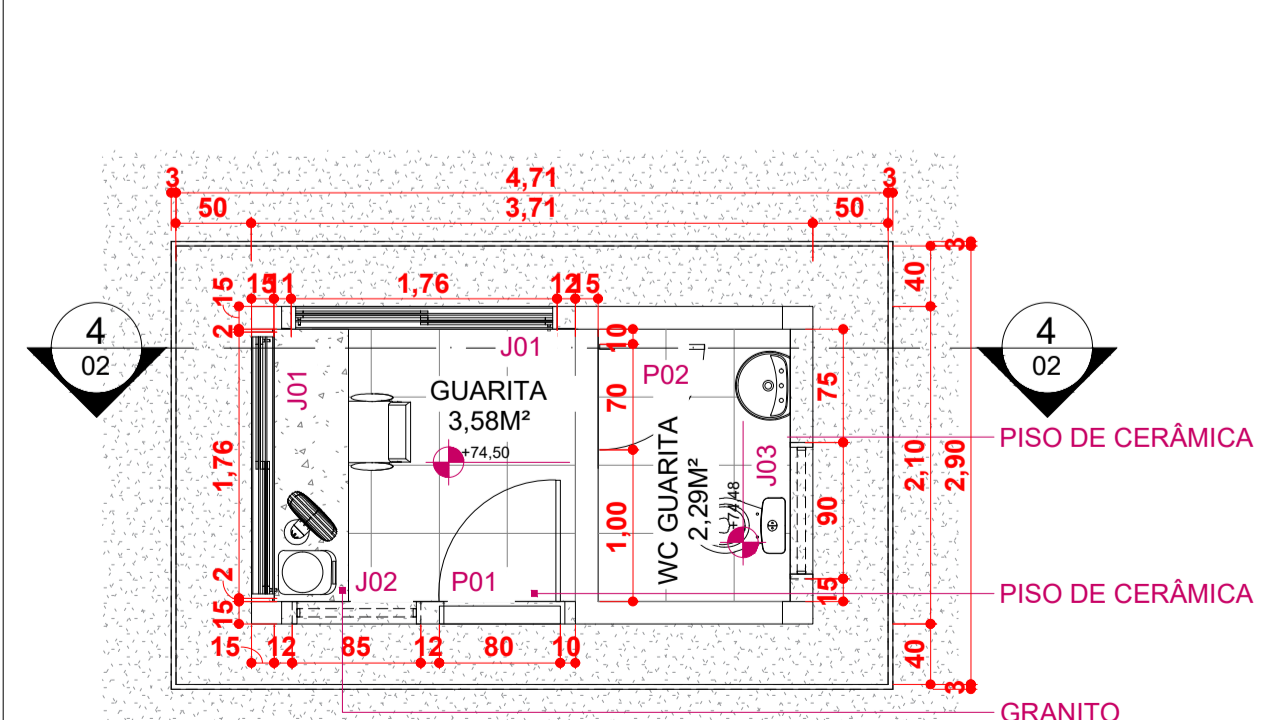 3 4,71 3
50 3,71 50
3
40
15 15 11 1,76 12 15
2
10
4
02
4
02
J01
J01
P02
GUARITA
3,58M²
+74,50
70
75
PISO DE CERÂMICA
1,76
WC GUARITA
2,29M²
+74,48
J03
2,10
2,90
90
1,00
2
J02
P01
PISO DE CERÂMICA
15
15
15 12 85 12 80 10
40
3
GRANITO